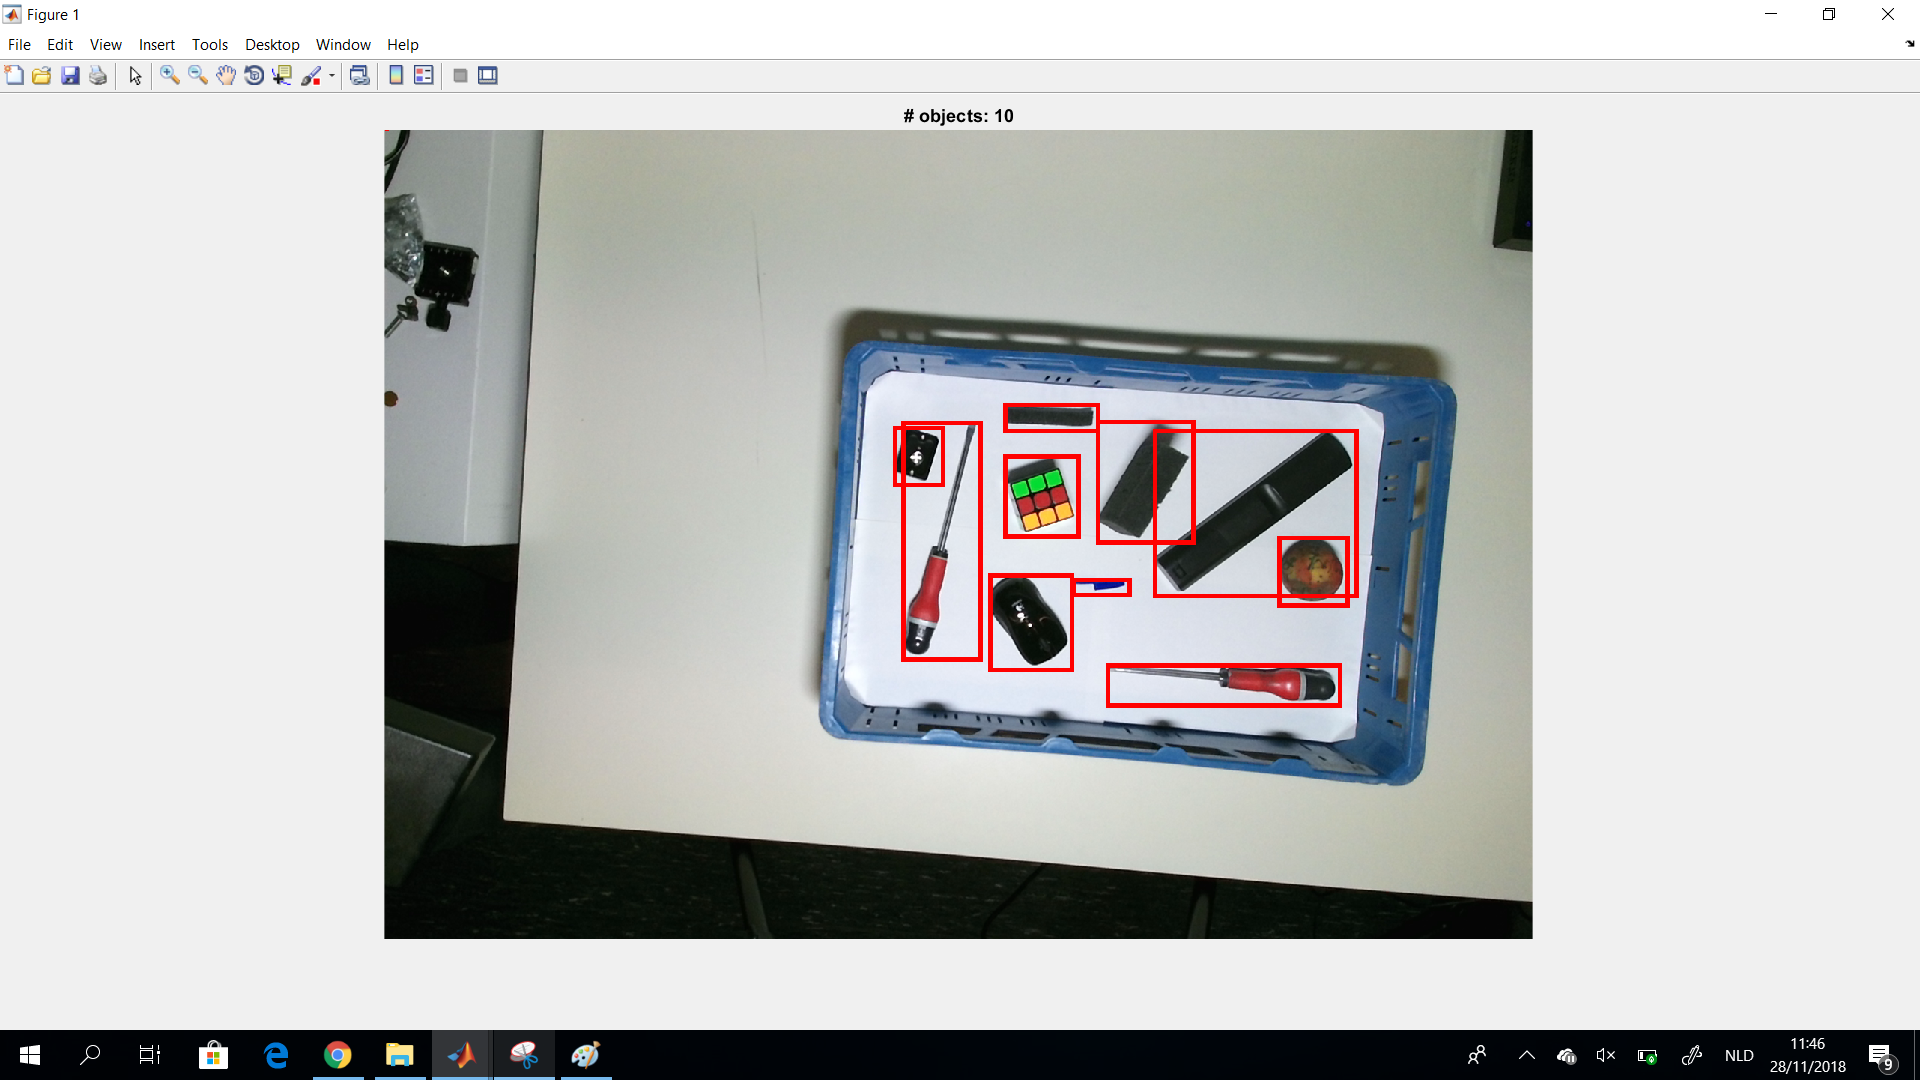 Figure 1
File Edit View Insert Tools Desktop Window Help
# objects: 10
NLD
11:46
28/11/2018
9